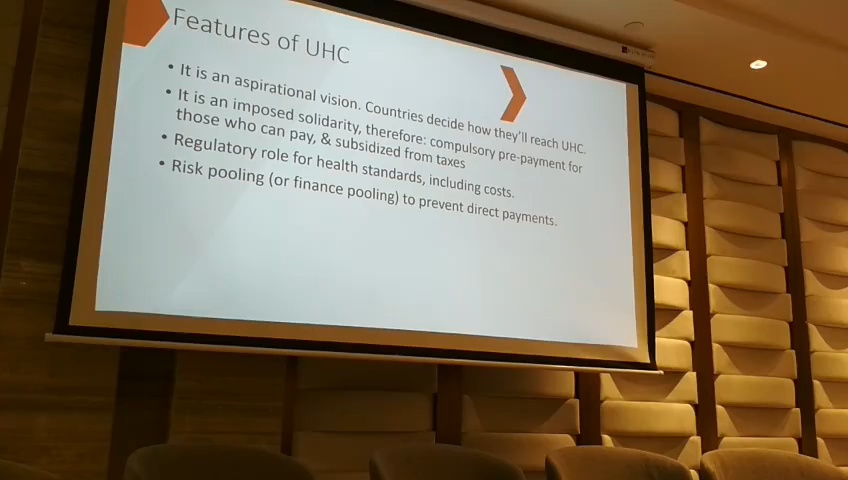 Features of UHC
• It is an aspirational vision. Countries decide how they'll reach UHC.
• It is an imposed solidarity, therefore: compulsory pre-payment for
those who can pay, & subsidized from taxes
• Regulatory role for health standards, including costs.
• Risk pooling (or finance pooling) to prevent direct payments.